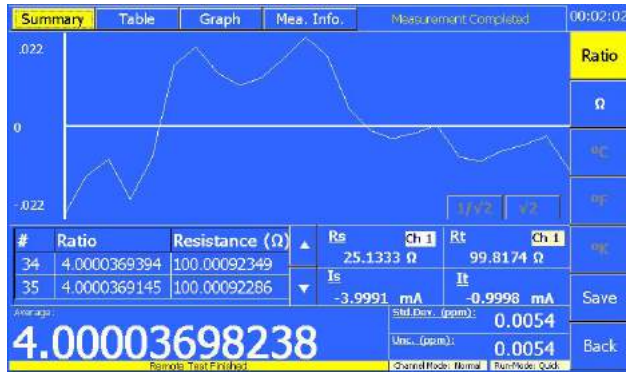 Summary Table Graph Mea. Info. Measurement Completed 00:02:02
.022
0
-.022
Ratio
Ω
ºC
ºF
ºK
Save
Back
1/√2 √2
# Ratio Resistance (Ω)
34 4.0000369394 100.00092349
35 4.0000369145 100.00092286
Rs Ch 1
25.1333 Ω
Rt Ch 1
99.8174 Ω
Is
-3.9991 mA
It
-0.9998 mA
Average:
4.00003698238
Std.Dev. (ppm):
0.0054
Unc. (ppm):
0.0054
Remote Test Finished
Channel Mode: Normal Run-Mode: Quick